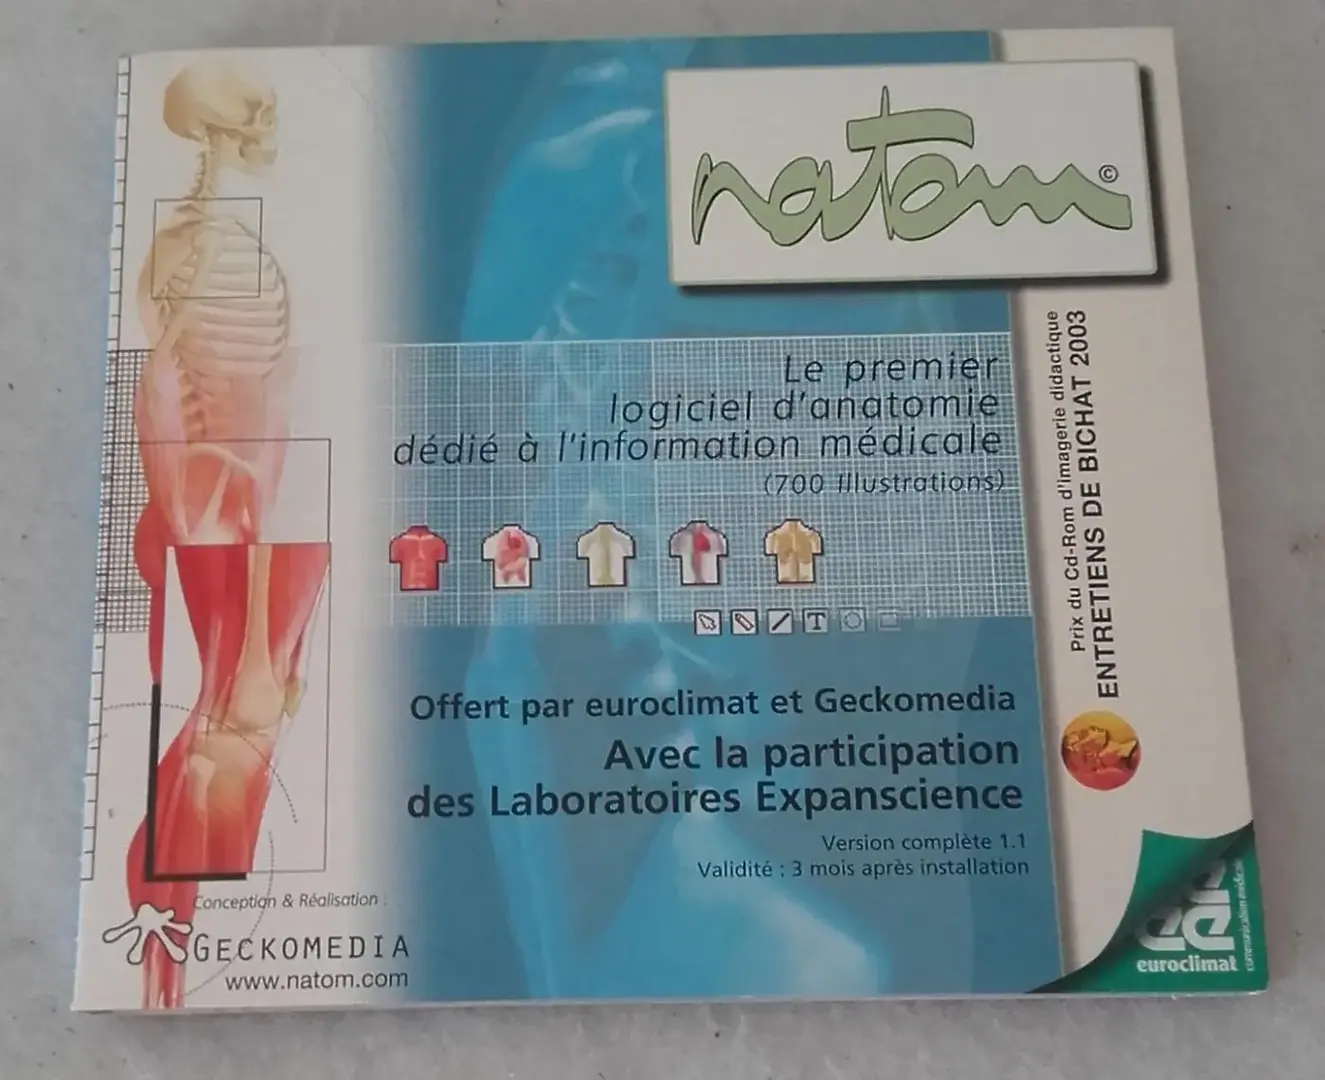 natom©
Le premier
logiciel d'anatomie
dédié à l'information médicale
(700 Illustrations)
T
Offert par euroclimat et Geckomedia
Avec la participation
des Laboratoires Expanscience
Version complète 1.1
Validité : 3 mois après installation
Conception & Réalisation :
GECKOMEDIA
www.natom.com
Prix du Cd-Rom d'imagerie didactique
ENTRETIENS DE BICHAT 2003
euroclimat
communication médicale